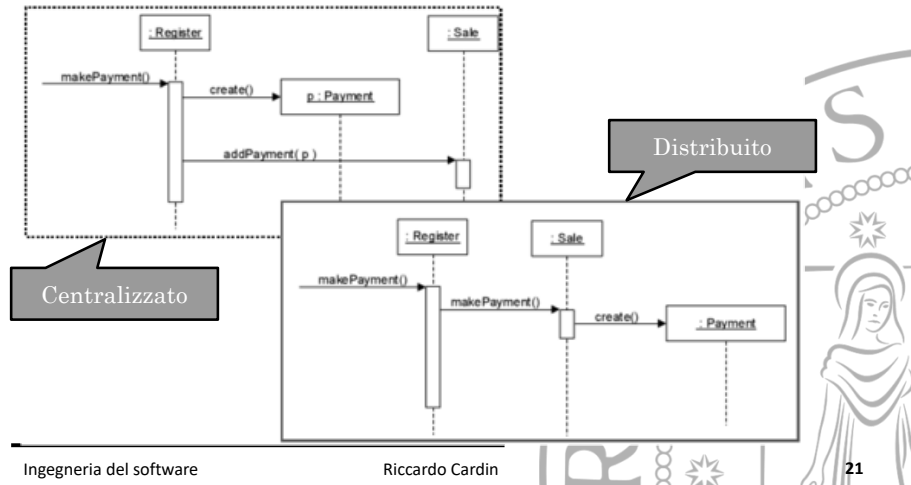 : Register
: Sale
makePayment()
create()
p : Payment
addPayment( p )
Centralizzato
Distribuito
: Register
: Sale
makePayment()
makePayment()
create()
: Payment
Ingegneria del software
Riccardo Cardin
21
S
R